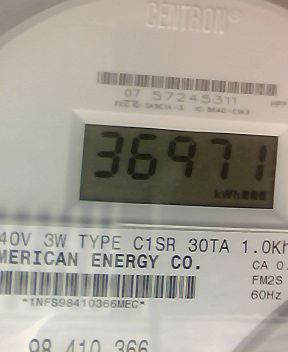 CENTRON®
07 57245311
36971
kWh
40V 3W TYPE C1SR 30TA 1.0Kh
MERICAN ENERGY CO.
CA 0.
FM2S
60Hz
*1NFS98410366MEC*
98 410 366